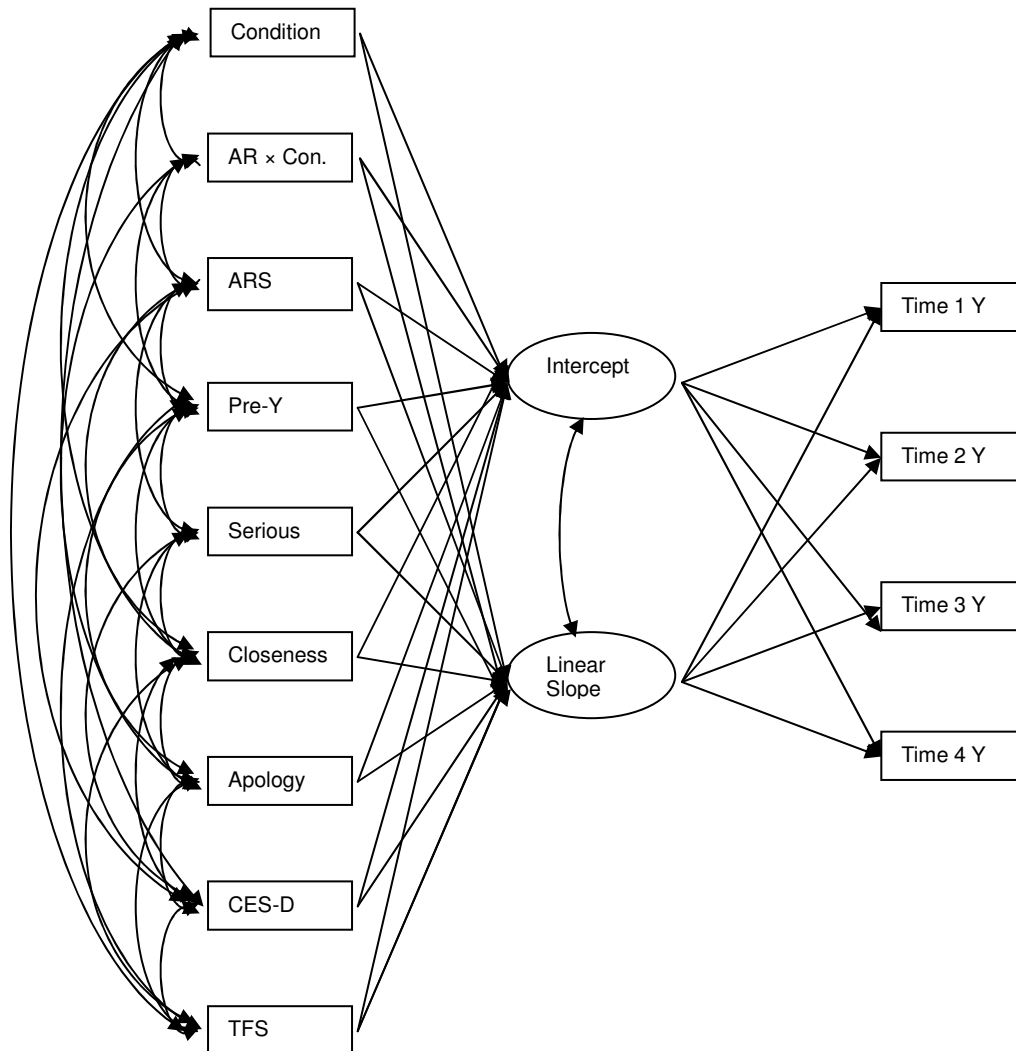 Condition
AR × Con.
ARS
Pre-Y
Serious
Closeness
Apology
CES-D
TFS
Intercept
Linear
Slope
Time 1 Y
Time 2 Y
Time 3 Y
Time 4 Y